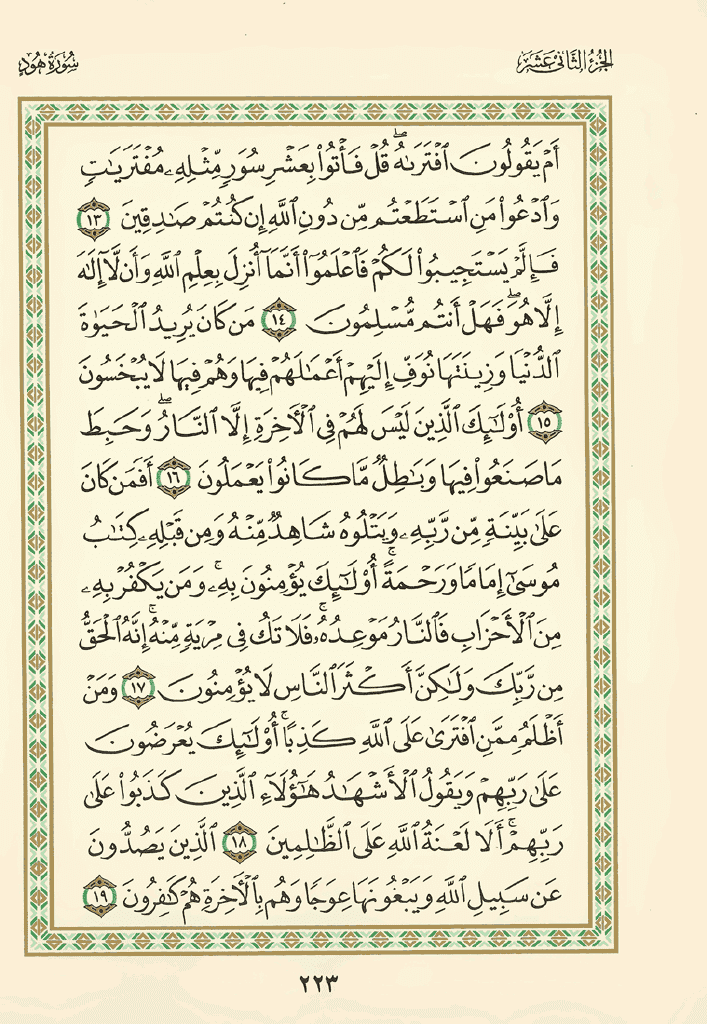 الجزء الثاني عشر
سورة هود
أَمْ يَقُولُونَ ٱفْتَرَىٰهُ ۖ قُلْ فَأْتُوا۟ بِعَشْرِ سُوَرٍ مِّثْلِهِۦ مُفْتَرَيَٰتٍ
وَٱدْعُوا۟ مَنِ ٱسْتَطَعْتُم مِّن دُونِ ٱللَّهِ إِن كُنتُمْ صَٰدِقِينَ ١٣
فَإِلَّمْ يَسْتَجِيبُوا۟ لَكُمْ فَٱعْلَمُوٓا۟ أَنَّمَآ أُنزِلَ بِعِلْمِ ٱللَّهِ وَأَن لَّآ إِلَٰهَ
إِلَّا هُوَ ۖ فَهَلْ أَنتُم مُّسْلِمُونَ ١٤ مَن كَانَ يُرِيدُ ٱلْحَيَوٰةَ
ٱلدُّنْيَا وَزِينَتَهَا نُوَفِّ إِلَيْهِمْ أَعْمَٰلَهُمْ فِيهَا وَهُمْ فِيهَا لَا يُبْخَسُونَ
١٥ أُو۟لَٰٓئِكَ ٱلَّذِينَ لَيْسَ لَهُمْ فِى ٱلْءَاخِرَةِ إِلَّا ٱلنَّارُ ۖ وَحَبِطَ
مَا صَنَعُوا۟ فِيهَا وَبَٰطِلٌ مَّا كَانُوا۟ يَعْمَلُونَ ١٦ أَفَمَن كَانَ
عَلَىٰ بَيِّنَةٍ مِّن رَّبِّهِۦ وَيَتْلُوهُ شَاهِدٌ مِّنْهُ وَمِن قَبْلِهِۦ كِتَٰبُ
مُوسَىٰٓ إِمَامًا وَرَحْمَةً ۚ أُو۟لَٰٓئِكَ يُؤْمِنُونَ بِهِۦ ۚ وَمَن يَكْفُرْ بِهِۦ
مِنَ ٱلْأَحْزَابِ فَٱلنَّارُ مَوْعِدُهُۥ ۚ فَلَا تَكُ فِى مِرْيَةٍ مِّنْهُ ۚ إِنَّهُ ٱلْحَقُّ
مِن رَّبِّكَ وَلَٰكِنَّ أَكْثَرَ ٱلنَّاسِ لَا يُؤْمِنُونَ ١٧ وَمَنْ
أَظْلَمُ مِمَّنِ ٱفْتَرَىٰ عَلَى ٱللَّهِ كَذِبًا ۚ أُو۟لَٰٓئِكَ يُعْرَضُونَ
عَلَىٰ رَبِّهِمْ وَيَقُولُ ٱلْأَشْهَٰدُ هَٰٓؤُلَآءِ ٱلَّذِينَ كَذَبُوا۟ عَلَىٰ
رَبِّهِمْ ۚ أَلَا لَعْنَةُ ٱللَّهِ عَلَى ٱلظَّٰلِمِينَ ١٨ ٱلَّذِينَ يَصُدُّونَ
عَن سَبِيلِ ٱللَّهِ وَيَبْغُونَهَا عِوَجًا وَهُم بِٱلْءَاخِرَةِ هُمْ كَٰفِرُونَ ١٩
٢٢٣